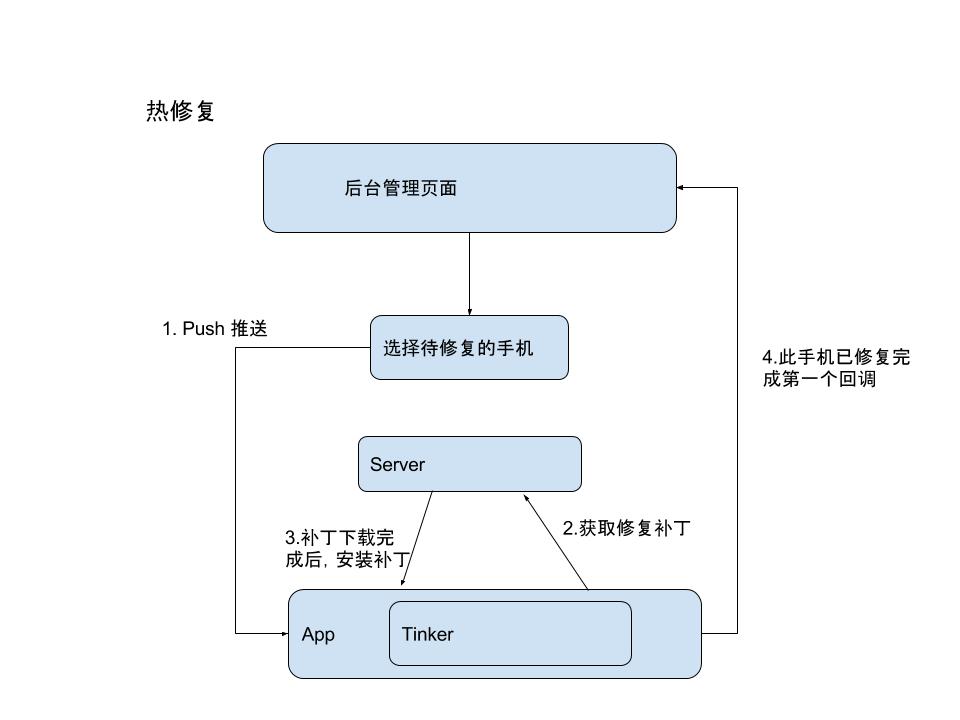 热修复
后台管理页面
1. Push 推送
选择待修复的手机
4.此手机已修复完
成第一个回调
Server
2.获取修复补丁
3.补丁下载完
成后，安装补丁
App
Tinker